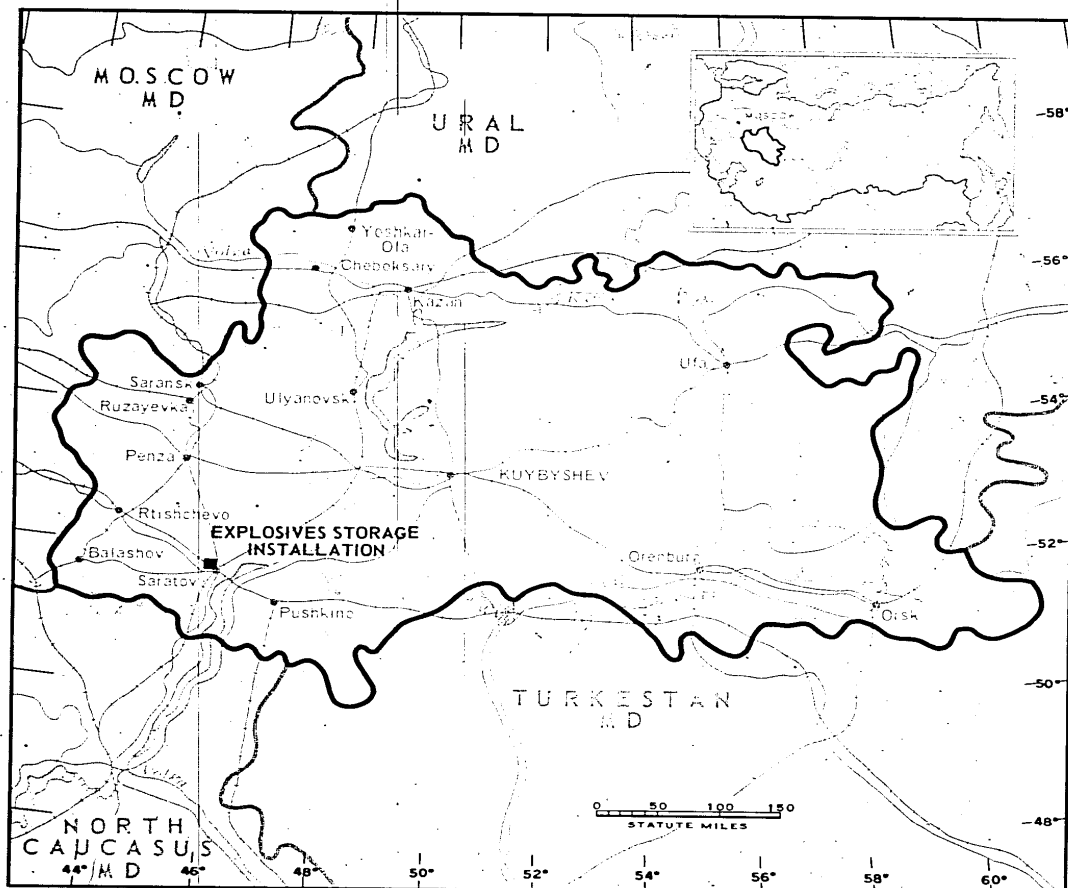 MOSCOW
MD
URAL
MD
-58°
Volga
Yoshkar-
Ola
Cheboksary
Kazan
-56°
Saransk
Ruzayevka
Ulyanovsk
Ufa
-54°
Penza
KUYBYSHEV
Rtishchevo
EXPLOSIVES STORAGE
INSTALLATION
-52°
Balashov
Saratov
Orenburg
Pushkino
Orsk
TURKESTAN
MD
-50°
Volga
0 50 100 150
STATUTE MILES
-48°
NORTH
CAUCASUS
MD
44° 46° 48° 50° 52° 54° 56° 58° 60°